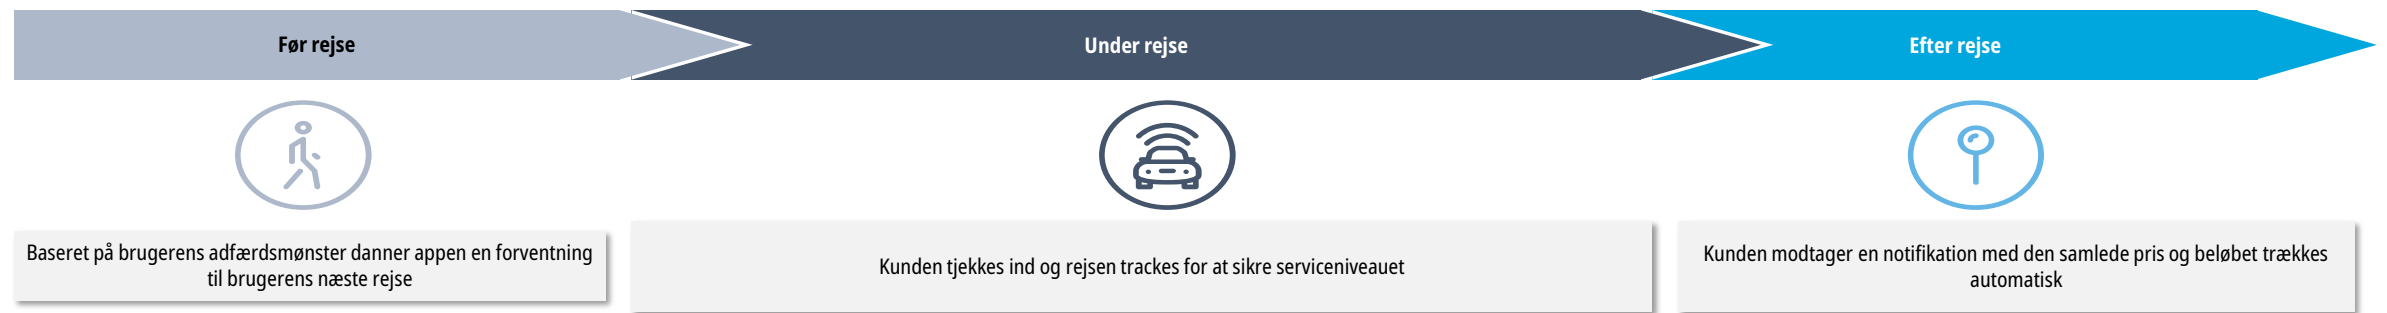 Før rejse
Under rejse
Efter rejse
Baseret på brugerens adfærdsmønster danner appen en forventning
til brugerens næste rejse
Kunden tjekkes ind og rejsen trackes for at sikre serviceniveauet
Kunden modtager en notifikation med den samlede pris og beløbet trækkes
automatisk